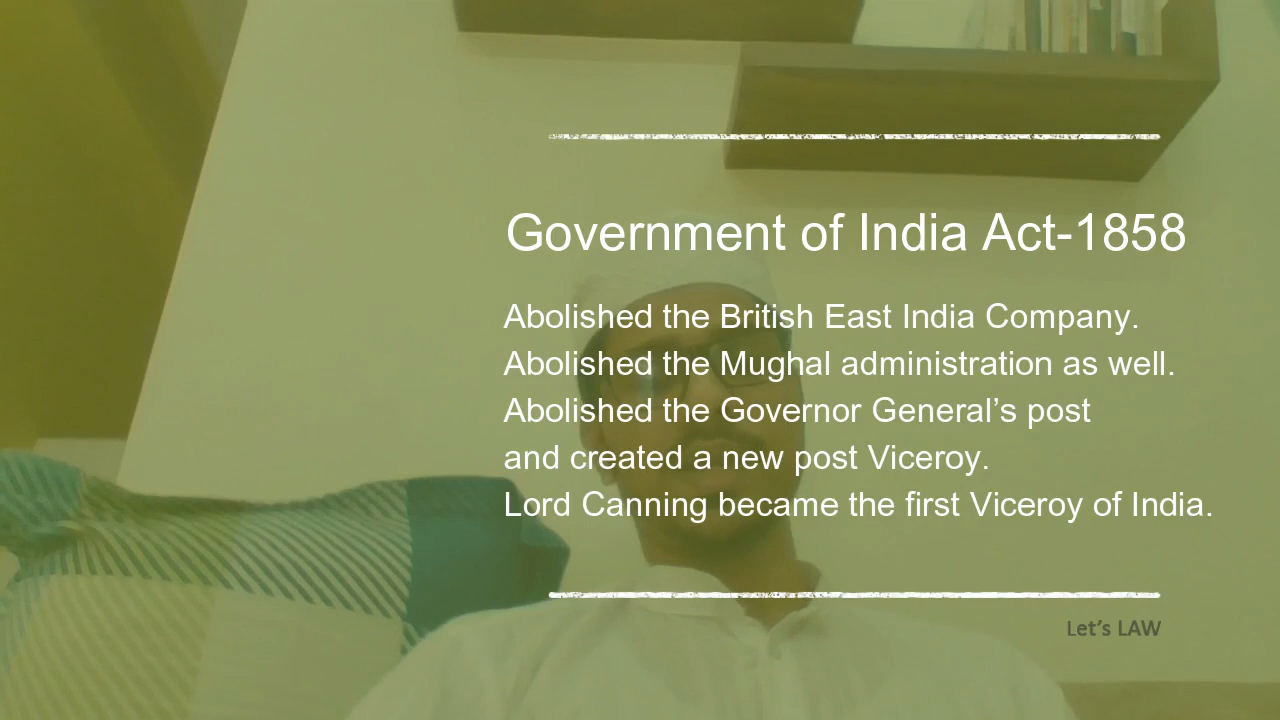 Government of India Act-1858
Abolished the British East India Company.
Abolished the Mughal administration as well.
Abolished the Governor General’s post
and created a new post Viceroy.
Lord Canning became the first Viceroy of India.
Let’s LAW